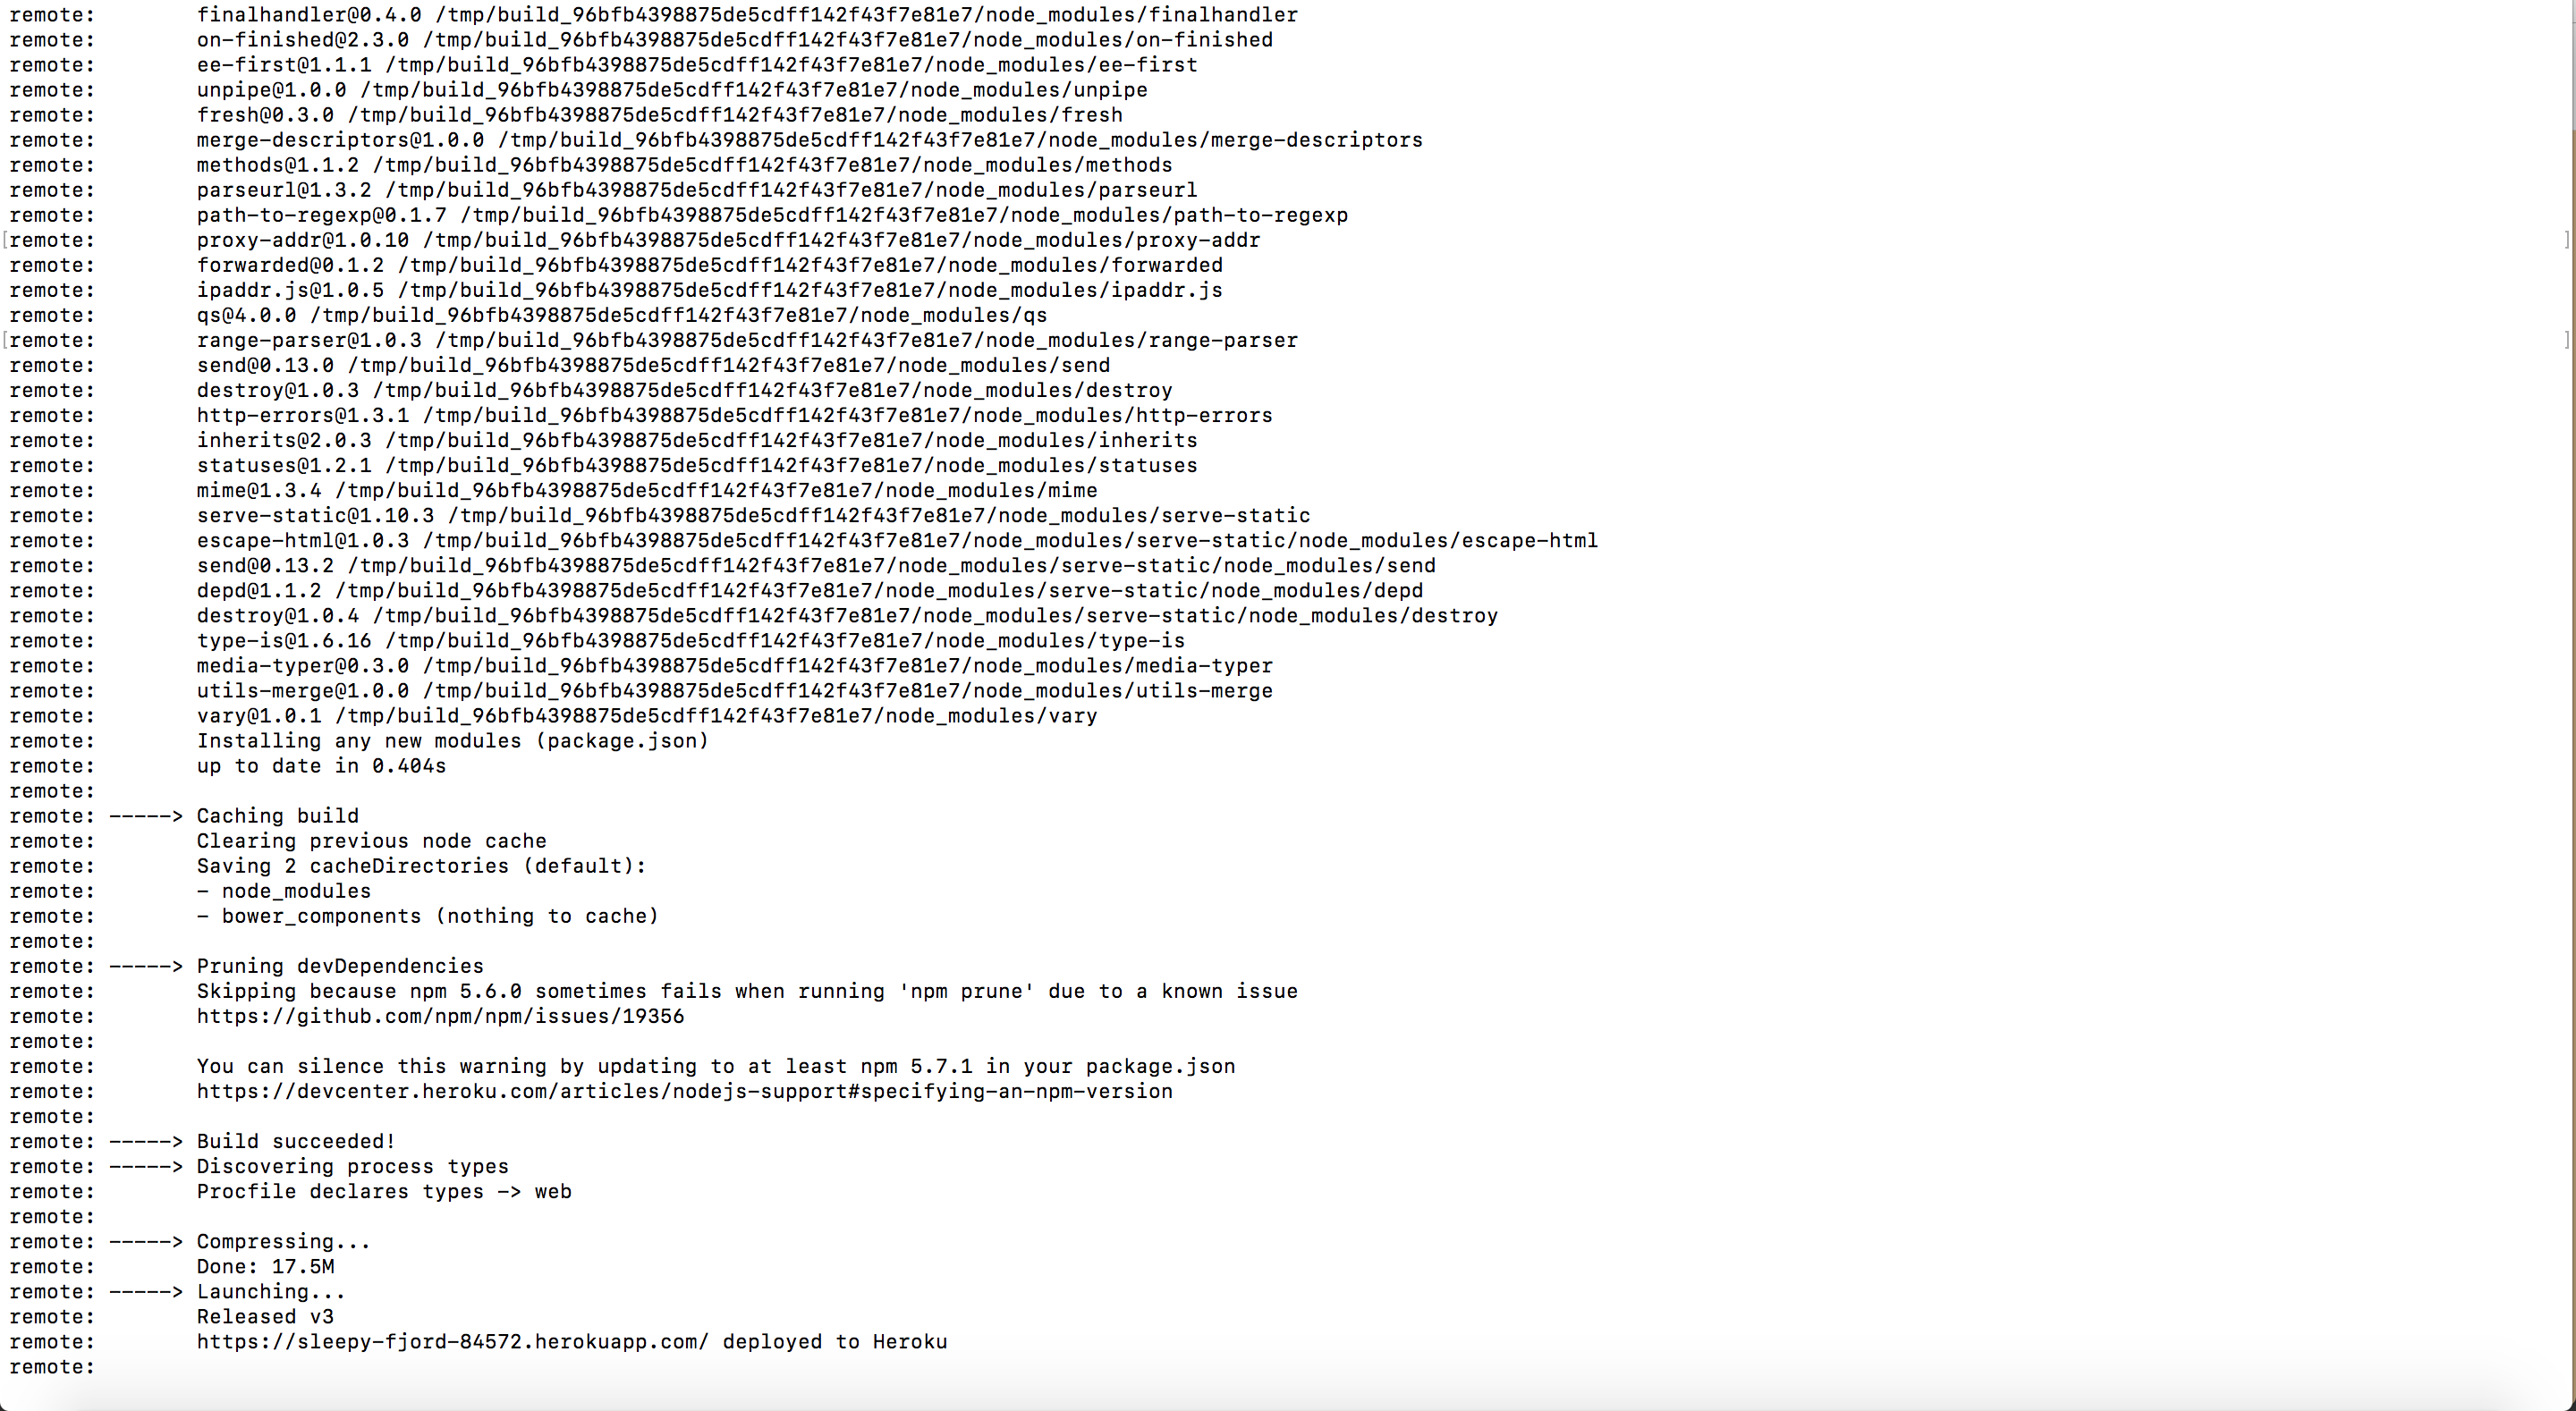 remote:        finalhandler@0.4.0 /tmp/build_96bfb4398875de5cdff142f43f7e81e7/node_modules/finalhandler
remote:        on-finished@2.3.0 /tmp/build_96bfb4398875de5cdff142f43f7e81e7/node_modules/on-finished
remote:        ee-first@1.1.1 /tmp/build_96bfb4398875de5cdff142f43f7e81e7/node_modules/ee-first
remote:        unpipe@1.0.0 /tmp/build_96bfb4398875de5cdff142f43f7e81e7/node_modules/unpipe
remote:        fresh@0.3.0 /tmp/build_96bfb4398875de5cdff142f43f7e81e7/node_modules/fresh
remote:        merge-descriptors@1.0.0 /tmp/build_96bfb4398875de5cdff142f43f7e81e7/node_modules/merge-descriptors
remote:        methods@1.1.2 /tmp/build_96bfb4398875de5cdff142f43f7e81e7/node_modules/methods
remote:        parseurl@1.3.2 /tmp/build_96bfb4398875de5cdff142f43f7e81e7/node_modules/parseurl
remote:        path-to-regexp@0.1.7 /tmp/build_96bfb4398875de5cdff142f43f7e81e7/node_modules/path-to-regexp
[remote:        proxy-addr@1.0.10 /tmp/build_96bfb4398875de5cdff142f43f7e81e7/node_modules/proxy-addr ]
remote:        forwarded@0.1.2 /tmp/build_96bfb4398875de5cdff142f43f7e81e7/node_modules/forwarded
remote:        ipaddr.js@1.0.5 /tmp/build_96bfb4398875de5cdff142f43f7e81e7/node_modules/ipaddr.js
remote:        qs@4.0.0 /tmp/build_96bfb4398875de5cdff142f43f7e81e7/node_modules/qs
[remote:        range-parser@1.0.3 /tmp/build_96bfb4398875de5cdff142f43f7e81e7/node_modules/range-parser ]
remote:        send@0.13.0 /tmp/build_96bfb4398875de5cdff142f43f7e81e7/node_modules/send
remote:        destroy@1.0.3 /tmp/build_96bfb4398875de5cdff142f43f7e81e7/node_modules/destroy
remote:        http-errors@1.3.1 /tmp/build_96bfb4398875de5cdff142f43f7e81e7/node_modules/http-errors
remote:        inherits@2.0.3 /tmp/build_96bfb4398875de5cdff142f43f7e81e7/node_modules/inherits
remote:        statuses@1.2.1 /tmp/build_96bfb4398875de5cdff142f43f7e81e7/node_modules/statuses
remote:        mime@1.3.4 /tmp/build_96bfb4398875de5cdff142f43f7e81e7/node_modules/mime
remote:        serve-static@1.10.3 /tmp/build_96bfb4398875de5cdff142f43f7e81e7/node_modules/serve-static
remote:        escape-html@1.0.3 /tmp/build_96bfb4398875de5cdff142f43f7e81e7/node_modules/serve-static/node_modules/escape-html
remote:        send@0.13.2 /tmp/build_96bfb4398875de5cdff142f43f7e81e7/node_modules/serve-static/node_modules/send
remote:        depd@1.1.2 /tmp/build_96bfb4398875de5cdff142f43f7e81e7/node_modules/serve-static/node_modules/depd
remote:        destroy@1.0.4 /tmp/build_96bfb4398875de5cdff142f43f7e81e7/node_modules/serve-static/node_modules/destroy
remote:        type-is@1.6.16 /tmp/build_96bfb4398875de5cdff142f43f7e81e7/node_modules/type-is
remote:        media-typer@0.3.0 /tmp/build_96bfb4398875de5cdff142f43f7e81e7/node_modules/media-typer
remote:        utils-merge@1.0.0 /tmp/build_96bfb4398875de5cdff142f43f7e81e7/node_modules/utils-merge
remote:        vary@1.0.1 /tmp/build_96bfb4398875de5cdff142f43f7e81e7/node_modules/vary
remote:        Installing any new modules (package.json)
remote:        up to date in 0.404s
remote:
remote: -----> Caching build
remote:        Clearing previous node cache
remote:        Saving 2 cacheDirectories (default):
remote:        - node_modules
remote:        - bower_components (nothing to cache)
remote:
remote: -----> Pruning devDependencies
remote:        Skipping because npm 5.6.0 sometimes fails when running 'npm prune' due to a known issue
remote:        https://github.com/npm/npm/issues/19356
remote:
remote:        You can silence this warning by updating to at least npm 5.7.1 in your package.json
remote:        https://devcenter.heroku.com/articles/nodejs-support#specifying-an-npm-version
remote:
remote: -----> Build succeeded!
remote: -----> Discovering process types
remote:        Procfile declares types -> web
remote:
remote: -----> Compressing...
remote:        Done: 17.5M
remote: -----> Launching...
remote:        Released v3
remote:        https://sleepy-fjord-84572.herokuapp.com/ deployed to Heroku
remote: